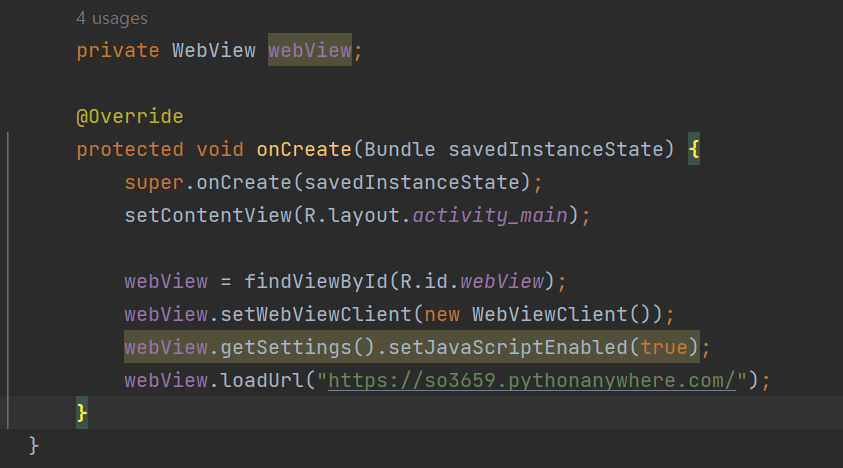 4 usages
private WebView webView;
@Override
protected void onCreate(Bundle savedInstanceState) {
super.onCreate(savedInstanceState);
setContentView(R.layout.activity_main);
webView = findViewById(R.id.webView);
webView.setWebViewClient(new WebViewClient());
webView.getSettings().setJavaScriptEnabled(true);
webView.loadUrl("https://so3659.pythonanywhere.com/");
}
}